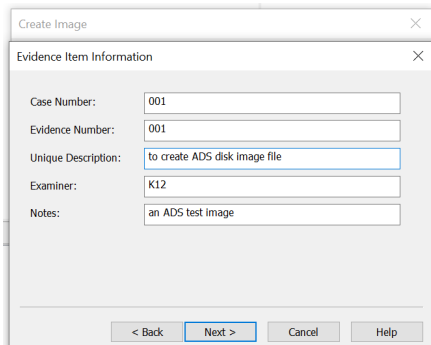 Create Image
Evidence Item Information
Case Number: 001
Evidence Number: 001
Unique Description: to create ADS disk image file
Examiner: K12
Notes: an ADS test image
< Back Next > Cancel Help